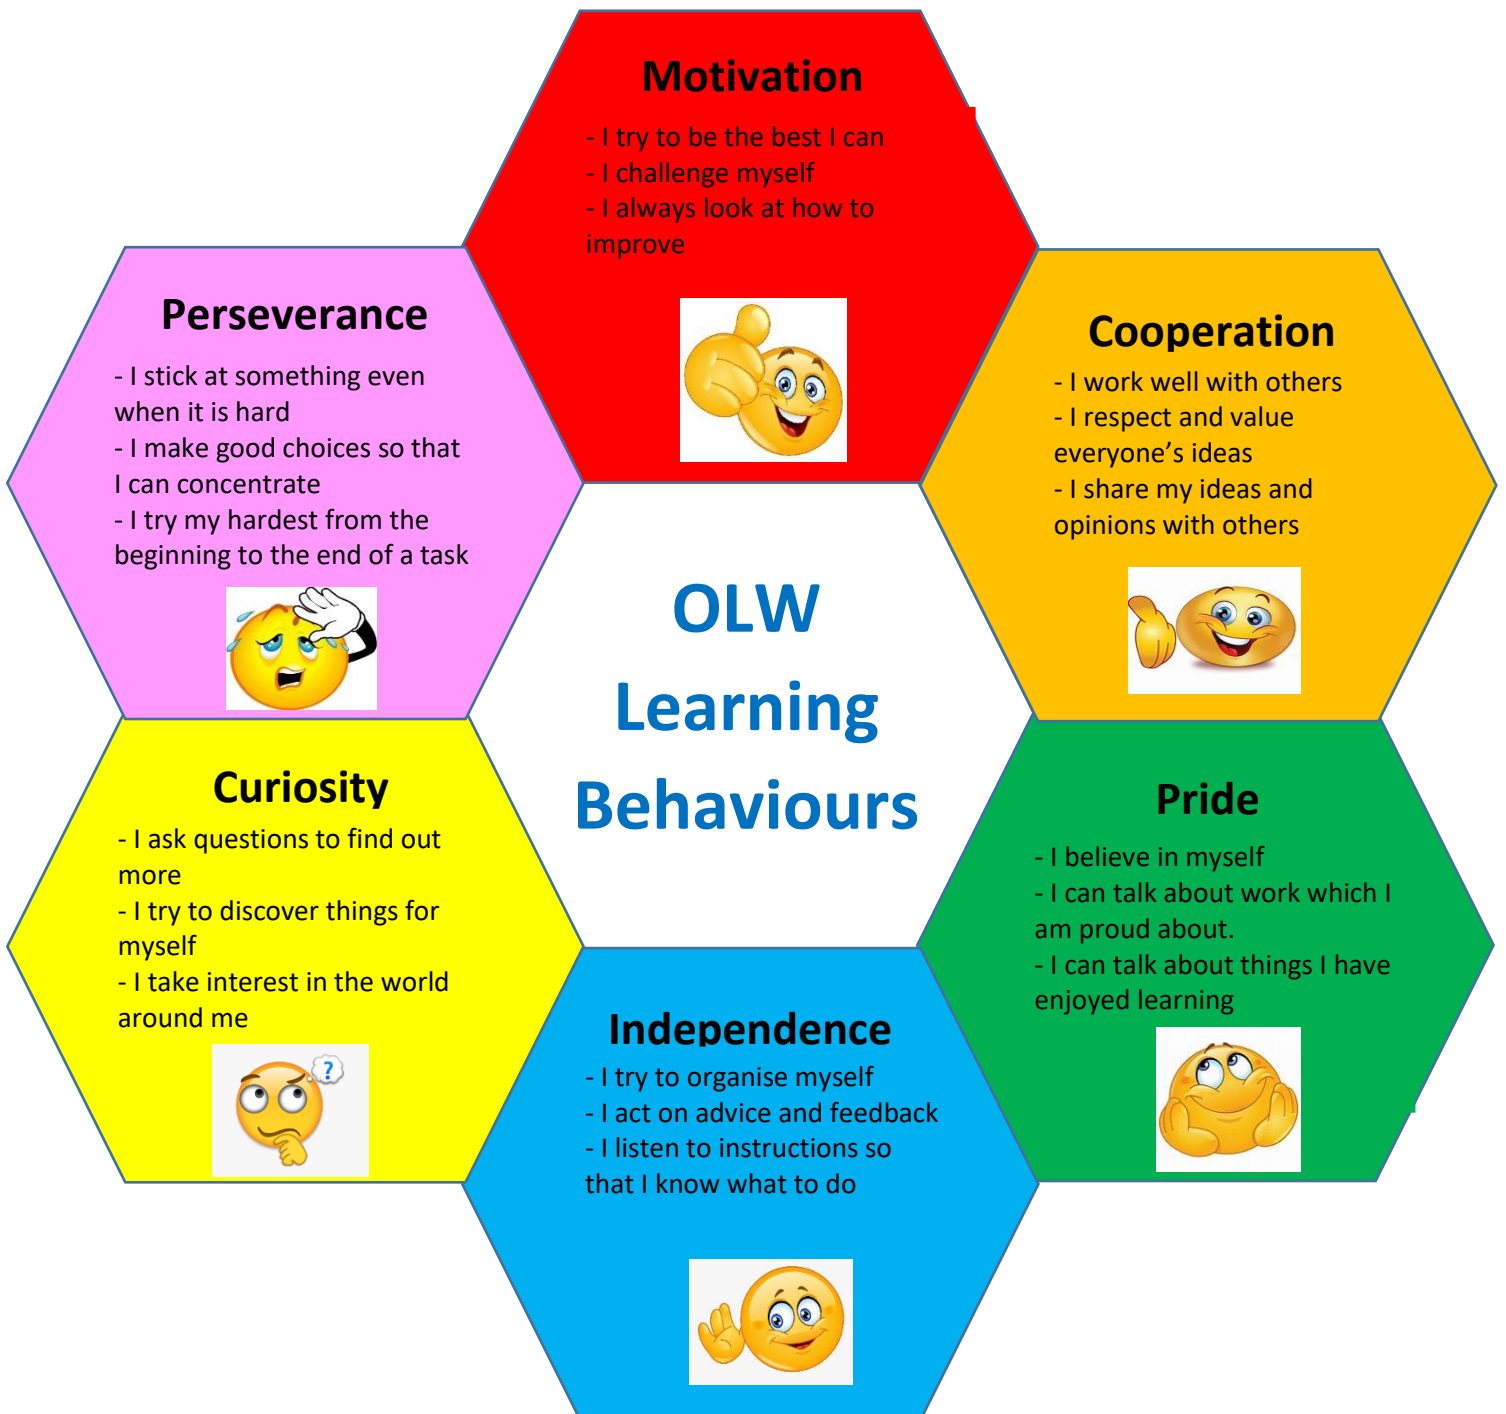 Motivation
- I try to be the best I can
- I challenge myself
- I always look at how to
improve
Perseverance
- I stick at something even
when it is hard
- I make good choices so that
I can concentrate
- I try my hardest from the
beginning to the end of a task
Cooperation
- I work well with others
- I respect and value
everyone’s ideas
- I share my ideas and
opinions with others
OLW
Learning
Behaviours
Curiosity
- I ask questions to find out
more
- I try to discover things for
myself
- I take interest in the world
around me
?
Pride
- I believe in myself
- I can talk about work which I
am proud about.
- I can talk about things I have
enjoyed learning
Independence
- I try to organise myself
- I act on advice and feedback
- I listen to instructions so
that I know what to do